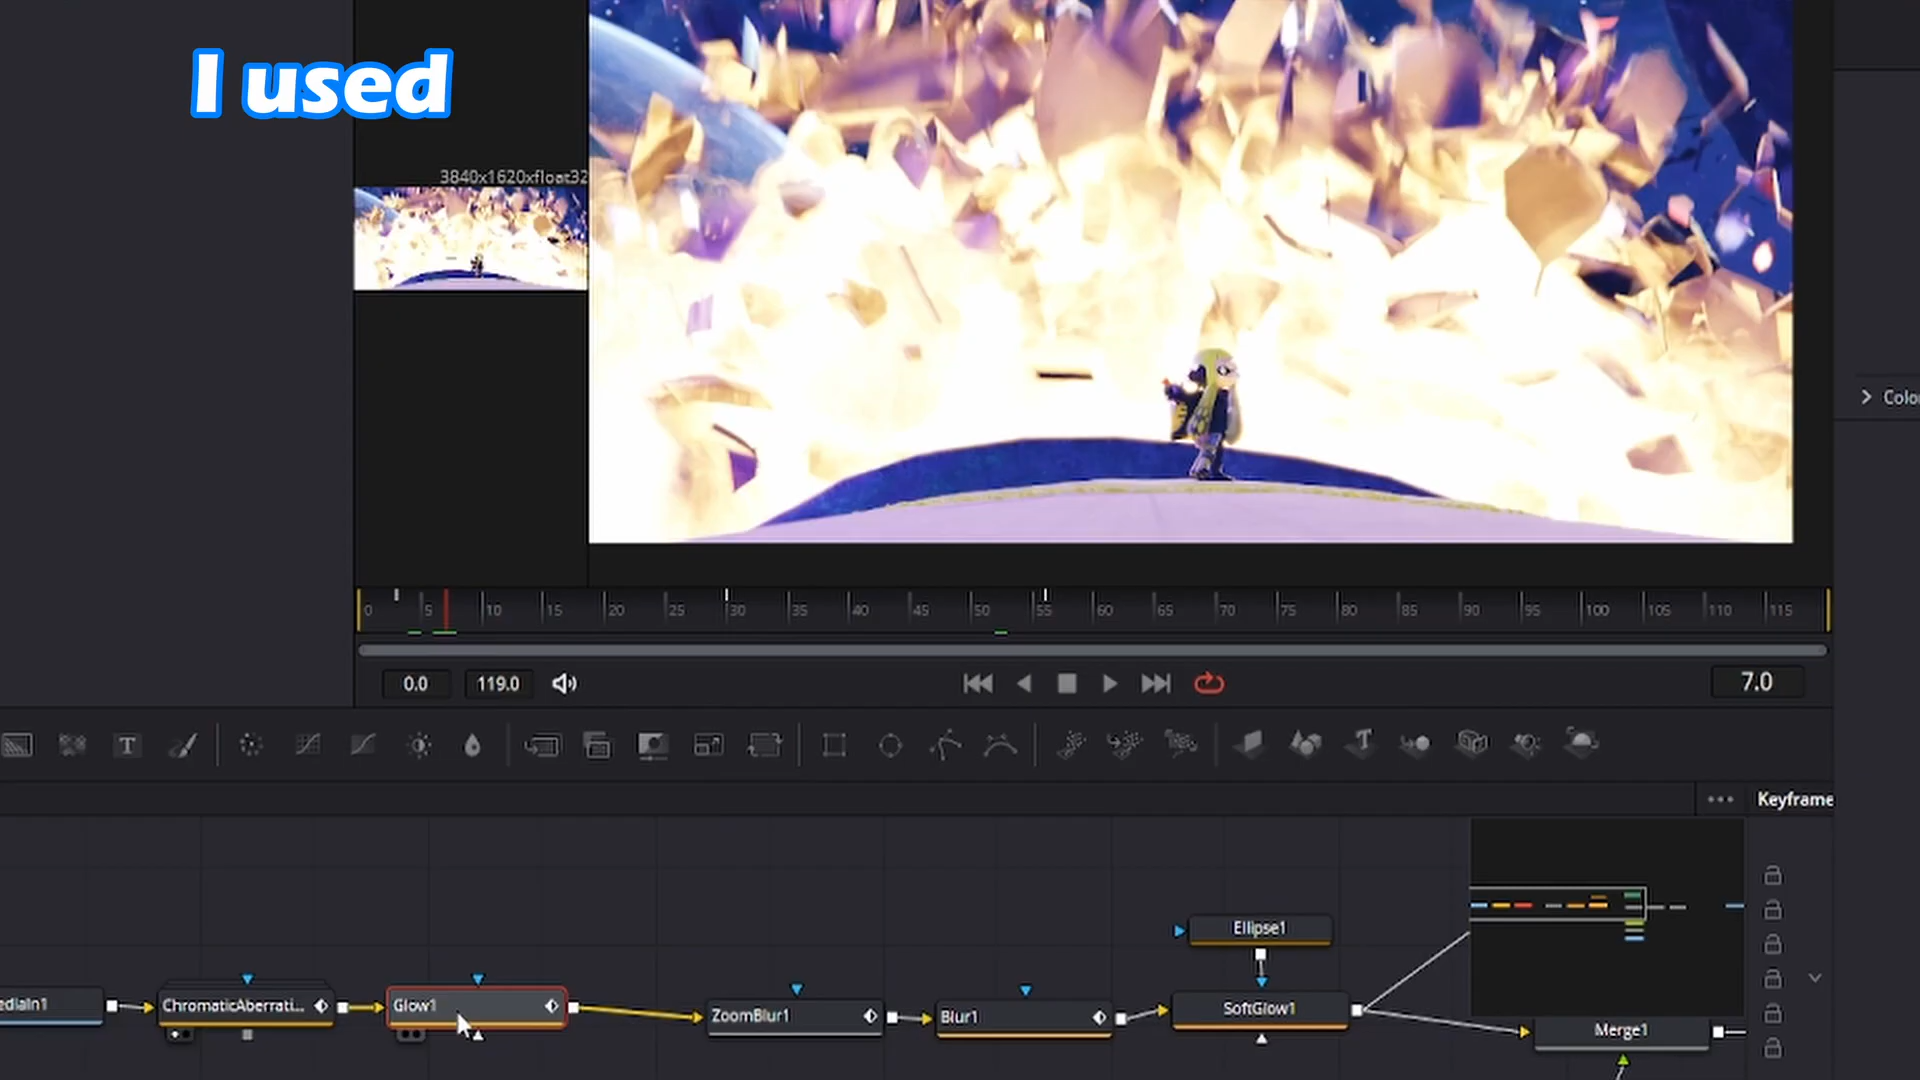 I used
3840x1620xfloat32
Colo
0 5 10 15 20 25 30 35 40 45 50 55 60 65 70 75 80 85 90 95 100 105 110 115
0.0 119.0 7.0
T
Keyframe
Ellipse1
ediaIn1 ChromaticAberrati... Glow1 ZoomBlur1 Blur1 SoftGlow1 Merge1